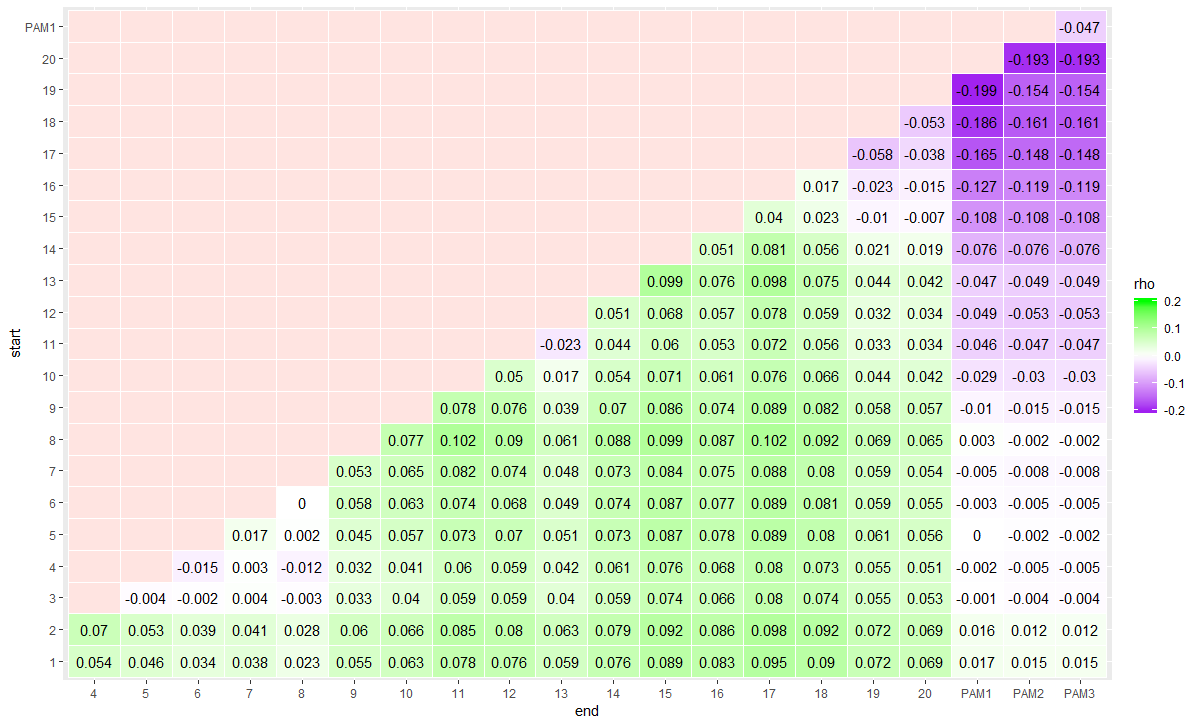 PAM1 -0.047
20 -0.193 -0.193
19 -0.199 -0.154 -0.154
18 -0.053 -0.186 -0.161 -0.161
17 -0.058 -0.038 -0.165 -0.148 -0.148
16 0.017 -0.023 -0.015 -0.127 -0.119 -0.119
15 0.04 0.023 -0.01 -0.007 -0.108 -0.108 -0.108
14 0.051 0.081 0.056 0.021 0.019 -0.076 -0.076 -0.076
13 0.099 0.076 0.098 0.075 0.044 0.042 -0.047 -0.049 -0.049
12 0.051 0.068 0.057 0.078 0.059 0.032 0.034 -0.049 -0.053 -0.053
11 -0.023 0.044 0.06 0.053 0.072 0.056 0.033 0.034 -0.046 -0.047 -0.047
10 0.05 0.017 0.054 0.071 0.061 0.076 0.066 0.044 0.042 -0.029 -0.03 -0.03
9 0.078 0.076 0.039 0.07 0.086 0.074 0.089 0.082 0.058 0.057 -0.01 -0.015 -0.015
8 0.077 0.102 0.09 0.061 0.088 0.099 0.087 0.102 0.092 0.069 0.065 0.003 -0.002 -0.002
7 0.053 0.065 0.082 0.074 0.048 0.073 0.084 0.075 0.088 0.08 0.059 0.054 -0.005 -0.008 -0.008
6 0 0.058 0.063 0.074 0.068 0.049 0.074 0.087 0.077 0.089 0.081 0.059 0.055 -0.003 -0.005 -0.005
5 0.017 0.002 0.045 0.057 0.073 0.07 0.051 0.073 0.087 0.078 0.089 0.08 0.061 0.056 0 -0.002 -0.002
4 -0.015 0.003 -0.012 0.032 0.041 0.06 0.059 0.042 0.061 0.076 0.068 0.08 0.073 0.055 0.051 -0.002 -0.005 -0.005
3 -0.004 -0.002 0.004 -0.003 0.033 0.04 0.059 0.059 0.04 0.059 0.074 0.066 0.08 0.074 0.055 0.053 -0.001 -0.004 -0.004
2 0.07 0.053 0.039 0.041 0.028 0.06 0.066 0.085 0.08 0.063 0.079 0.092 0.086 0.098 0.092 0.072 0.069 0.016 0.012 0.012
1 0.054 0.046 0.034 0.038 0.023 0.055 0.063 0.078 0.076 0.059 0.076 0.089 0.083 0.095 0.09 0.072 0.069 0.017 0.015 0.015
4 5 6 7 8 9 10 11 12 13 14 15 16 17 18 19 20 PAM1 PAM2 PAM3
end
start
rho
0.2
0.1
0.0
-0.1
-0.2